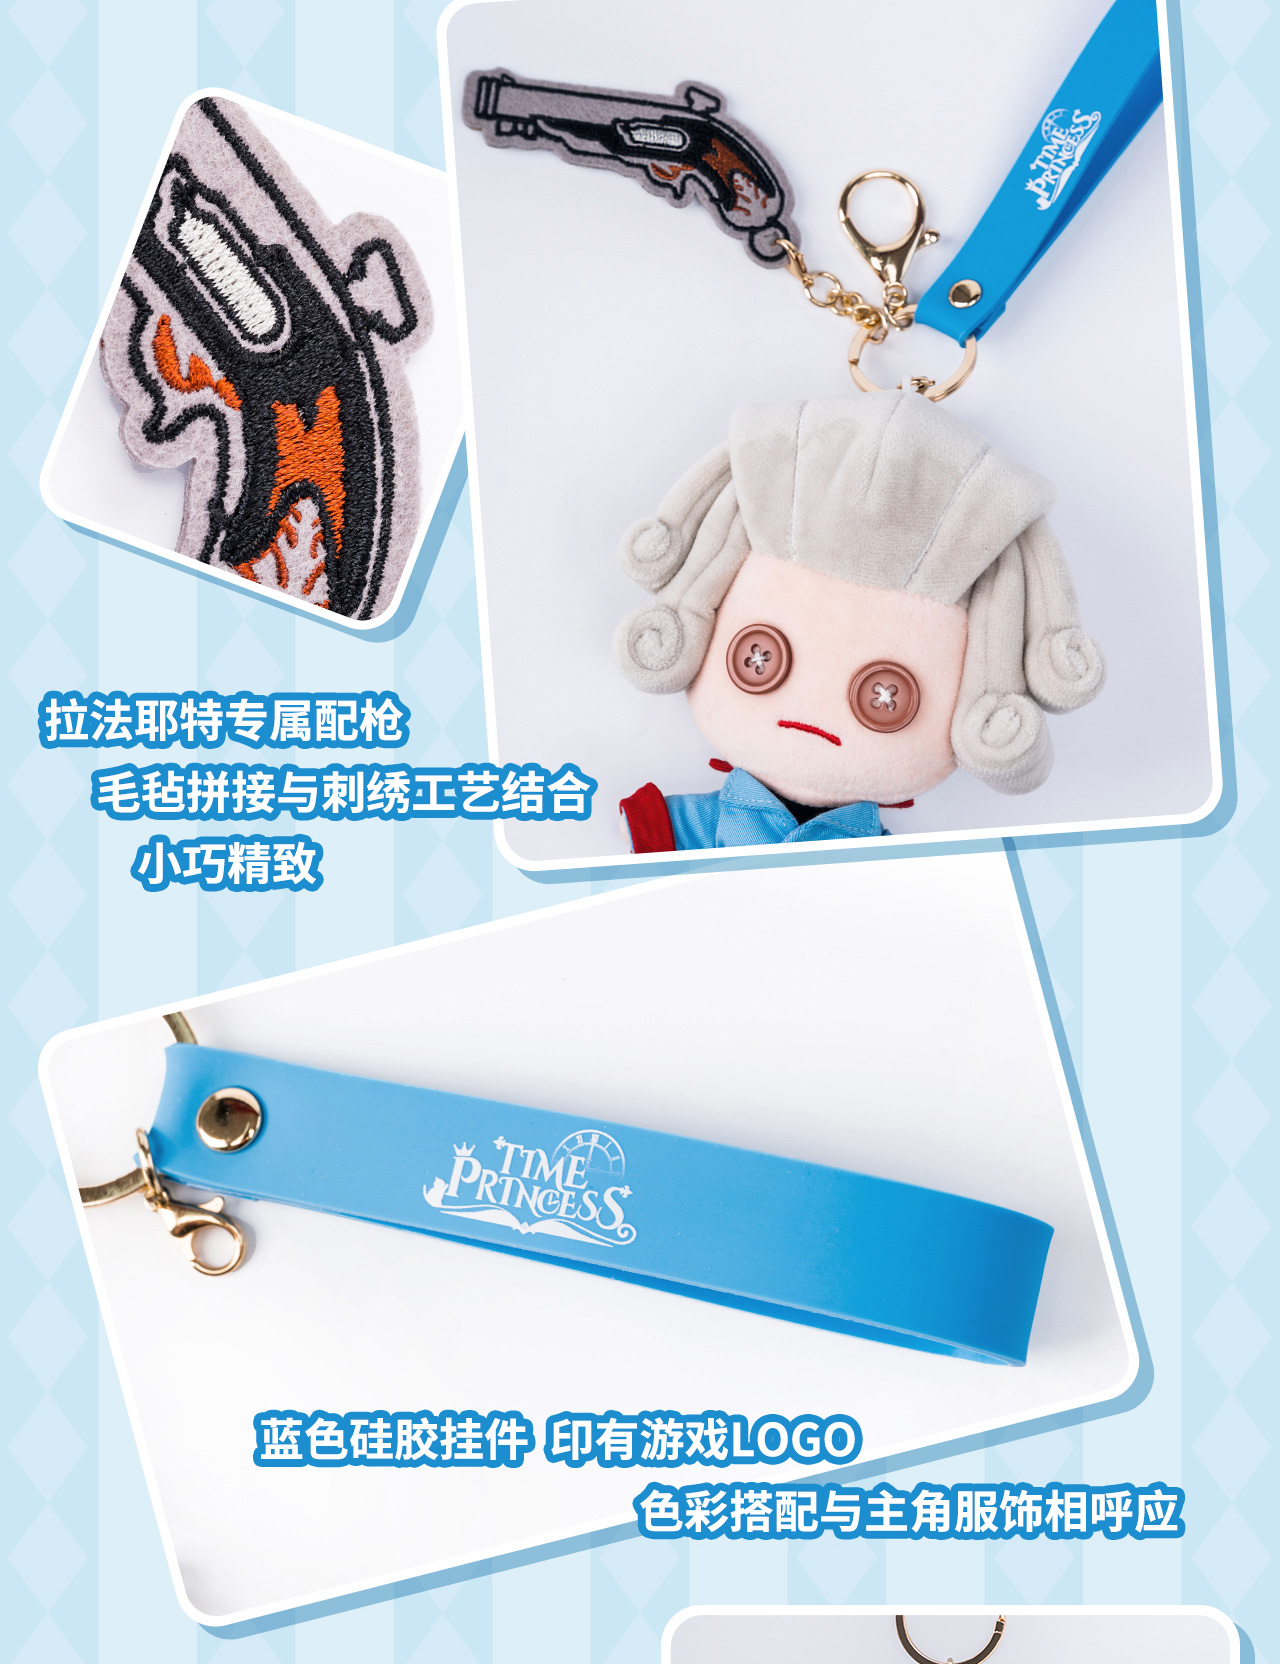 TIME
PRINCESS
拉法耶特专属配枪
毛毡拼接与刺绣工艺结合
小巧精致
TIME
PRINCESS
蓝色硅胶挂件 印有游戏LOGO
色彩搭配与主角服饰相呼应